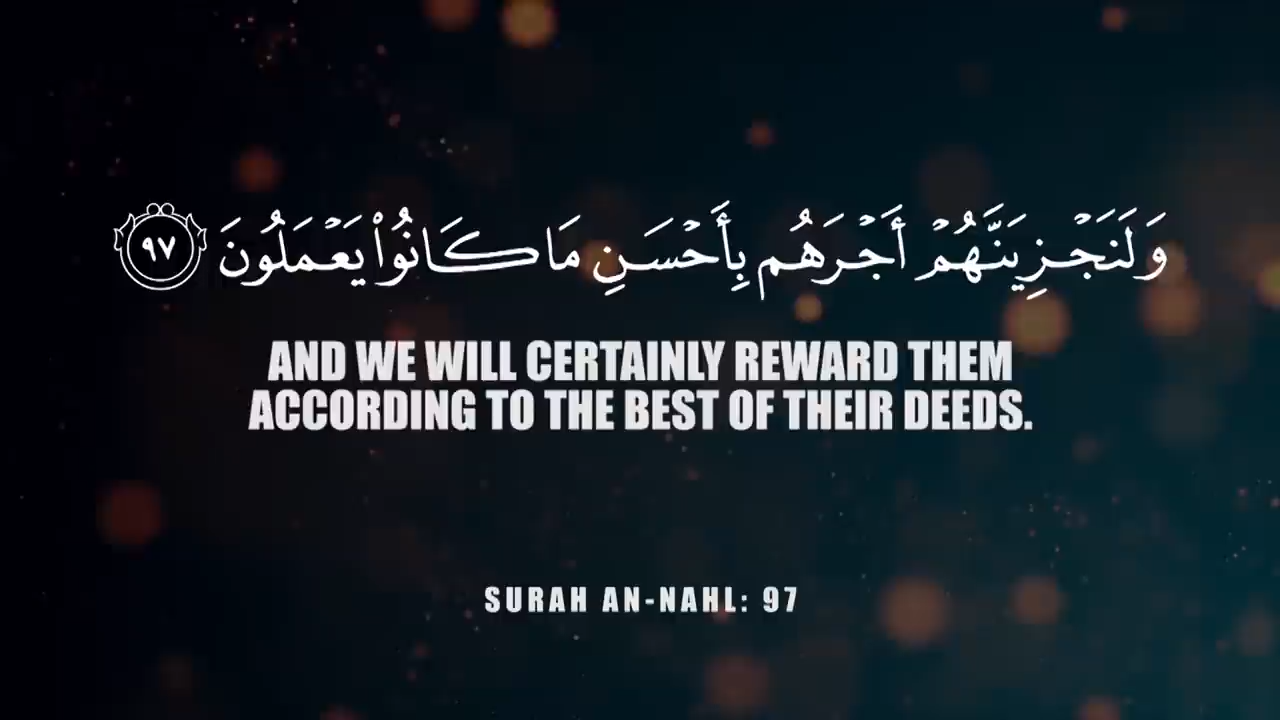 وَلَنَجْزِيَنَّهُمْ أَجْرَهُم بِأَحْسَنِ مَا كَانُوا۟ يَعْمَلُونَ ٩٧
AND WE WILL CERTAINLY REWARD THEM
ACCORDING TO THE BEST OF THEIR DEEDS.
SURAH AN-NAHL: 97